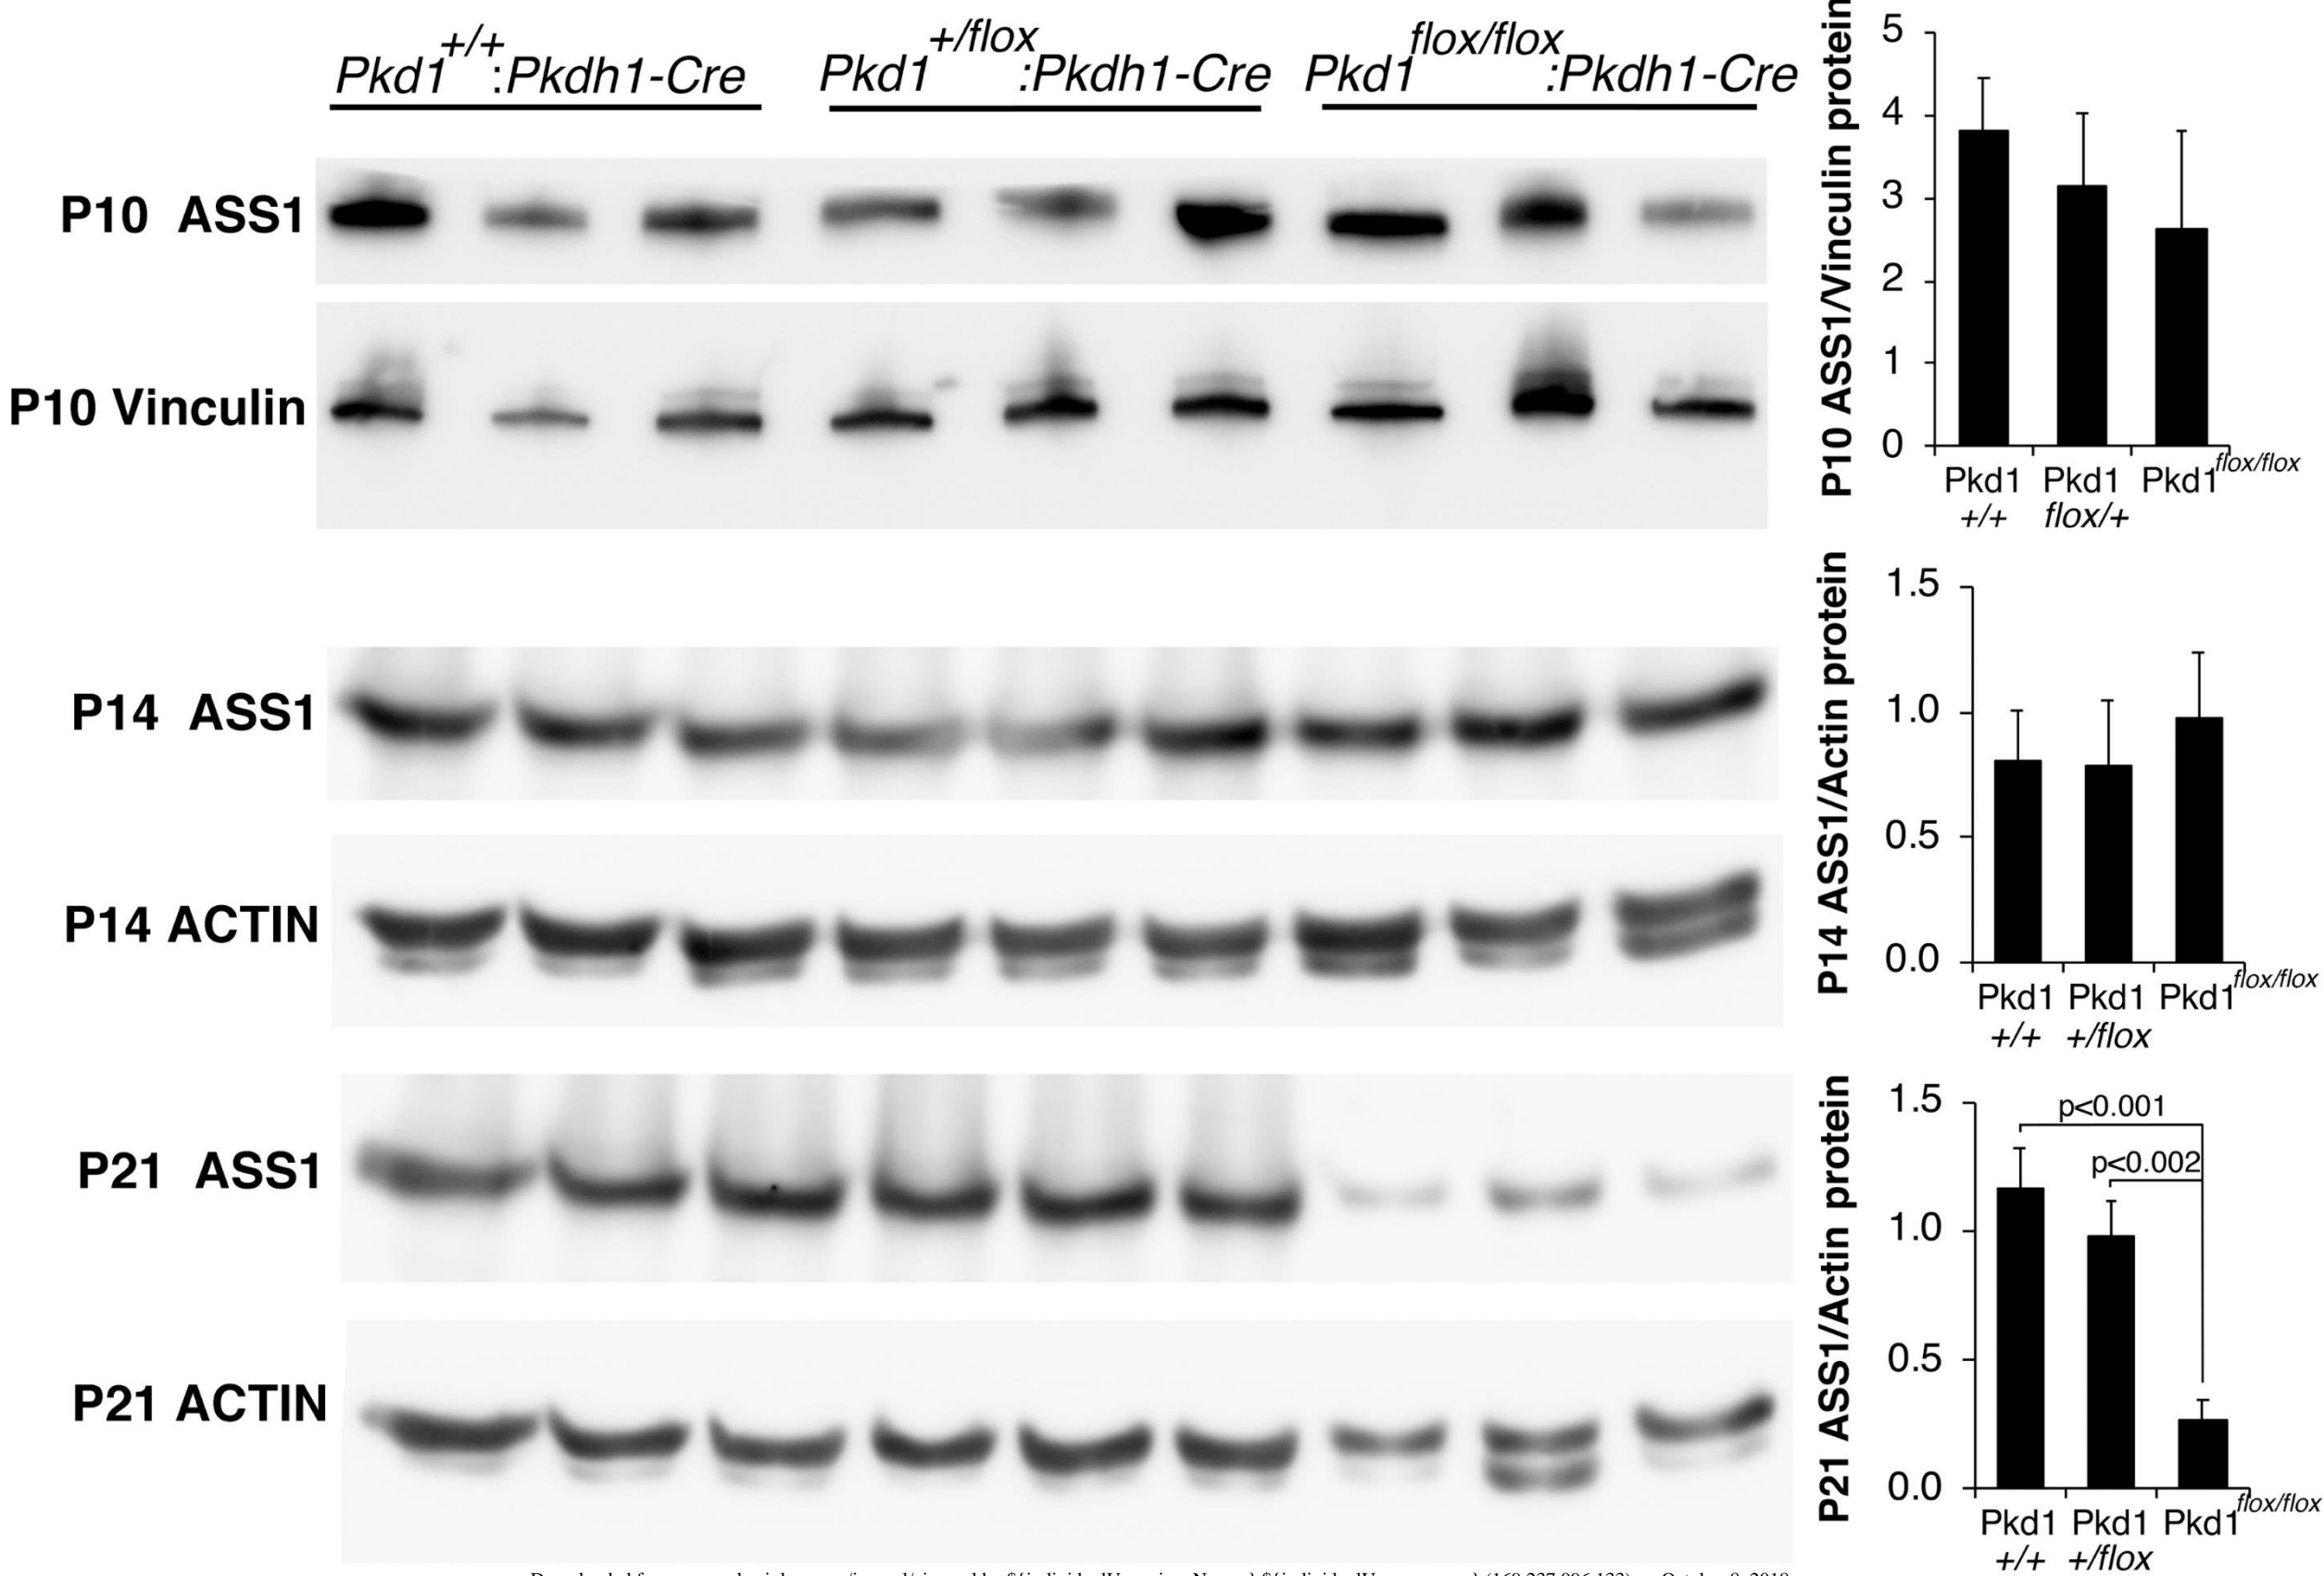 Pkd1+/+:Pkdh1-Cre
Pkd1+/flox:Pkdh1-Cre
Pkd1flox/flox:Pkdh1-Cre
P10 ASS1
P10 Vinculin
P10 ASS1/Vinculin protein
5
4
3
2
1
0
Pkd1 Pkd1 Pkd1flox/flox
+/+ flox/+
P14 ASS1
P14 ACTIN
P14 ASS1/Actin protein
1.5
1.0
0.5
0.0
Pkd1 Pkd1 Pkd1flox/flox
+/+ +/flox
P21 ASS1
P21 ACTIN
P21 ASS1/Actin protein
1.5
1.0
0.5
0.0
p<0.001
p<0.002
Pkd1 Pkd1 Pkd1flox/flox
+/+ +/flox